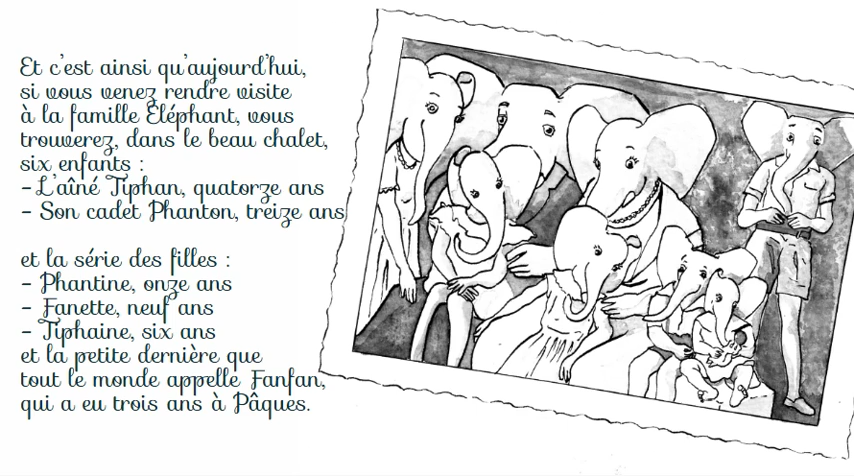 Et c'est ainsi qu'aujourd'hui,
si vous venez rendre visite
à la famille Éléphant, vous
trouverez, dans le beau chalet,
six enfants :
- L'aîné Tiphan, quatorze ans
- Son cadet Phanton, treize ans
et la série des filles :
- Phantine, onze ans
- Fanette, neuf ans
- Tiphaine, six ans
et la petite dernière que
tout le monde appelle Fanfan,
qui a eu trois ans à Pâques.